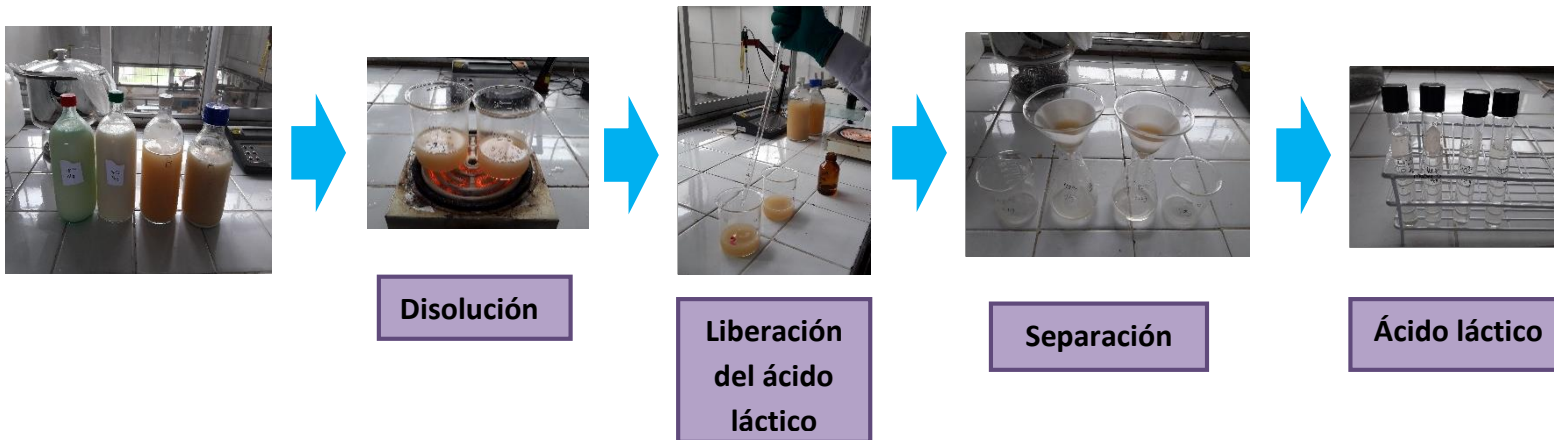 Disolución
Liberación
del ácido
láctico
Separación
Ácido láctico